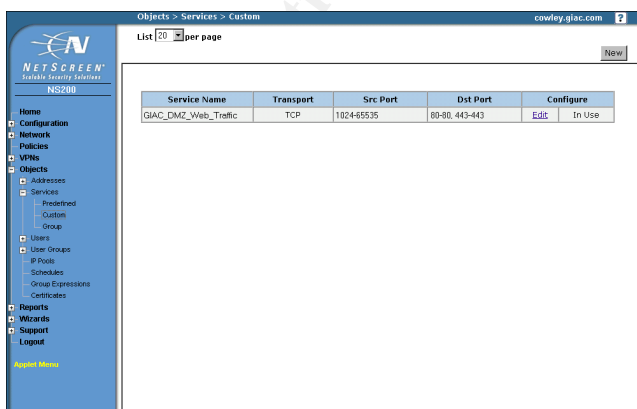 Objects > Services > Custom
cowley.giac.com ?
List 20 per page
New
NETSCREEN
Scalable Security Solutions
NS200
Home
Configuration
Network
Policies
VPNs
Objects
Addresses
Services
Predefined
Custom
Group
Users
User Groups
IP Pools
Schedules
Group Expressions
Certificates
Reports
Wizards
Support
Logout
Applet Menu
Service Name Transport Src Port Dst Port Configure
GIAC_DMZ_Web_Traffic TCP 1024-65535 80-80, 443-443 Edit In Use